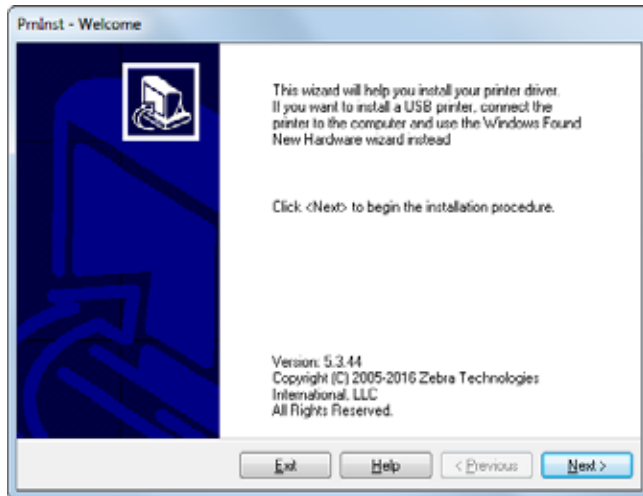 PrnInst - Welcome
This wizard will help you install your printer driver.
If you want to install a USB printer, connect the
printer to the computer and use the Windows Found
New Hardware wizard instead
Click <Next> to begin the installation procedure.
Version: 5.3.44
Copyright (C) 2005-2016 Zebra Technologies
International, LLC
All Rights Reserved.
Exit Help < Previous Next >